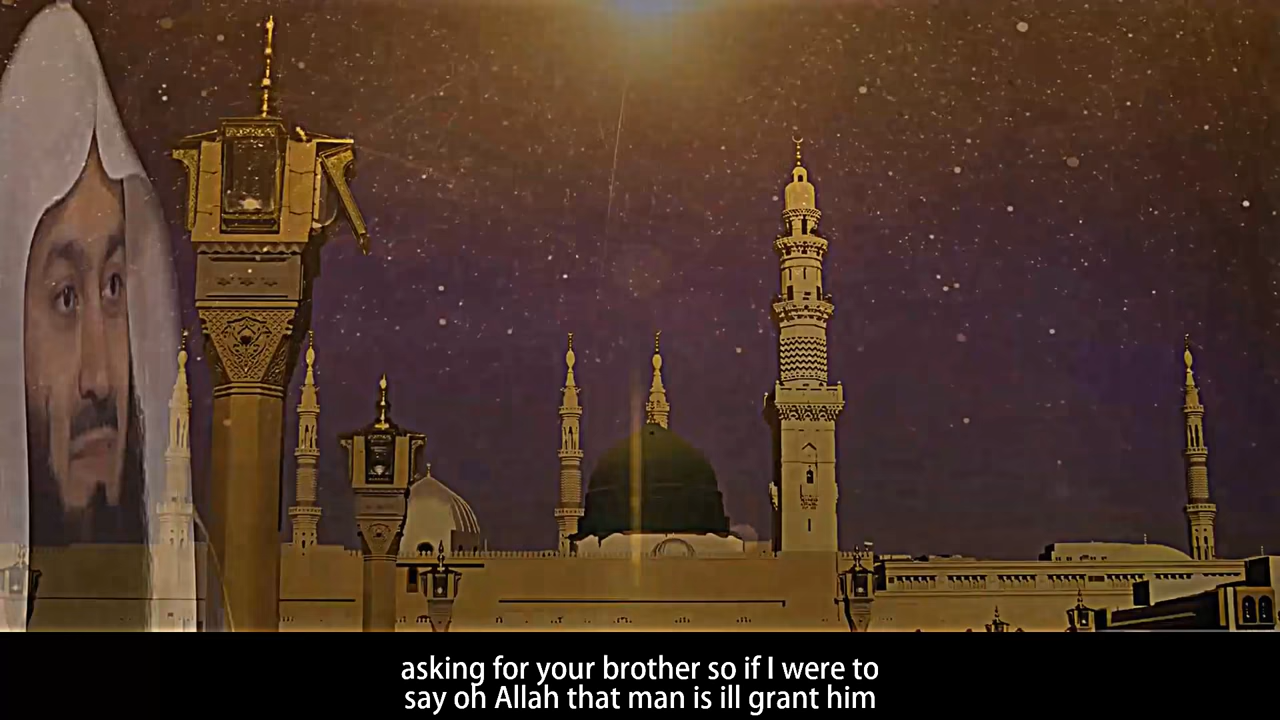 asking for your brother so if I were to
say oh Allah that man is ill grant him